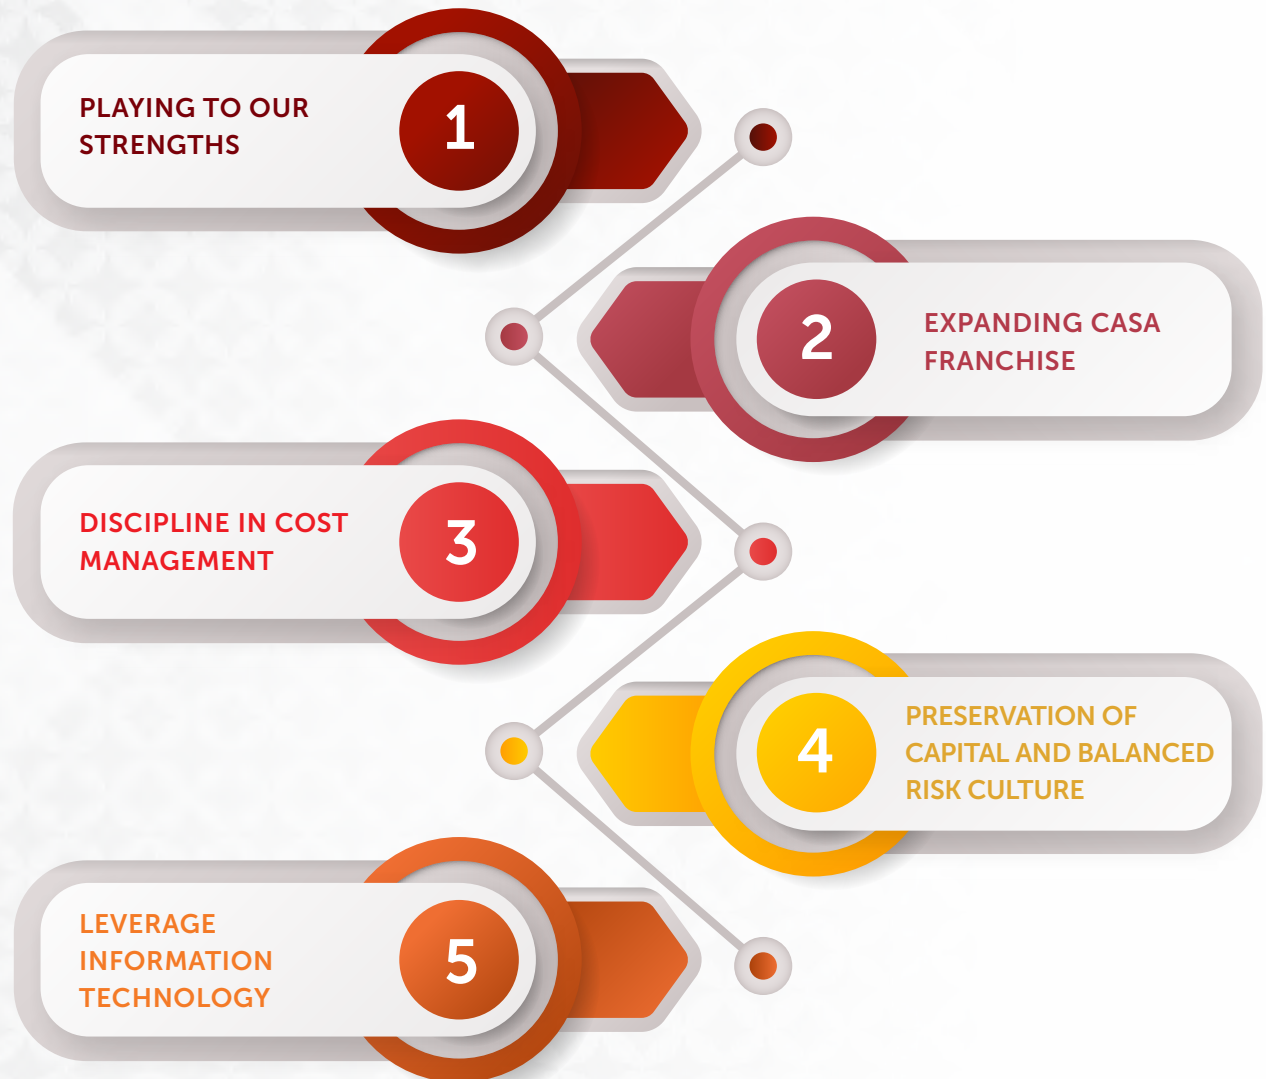 PLAYING TO OUR
STRENGTHS
1
2
EXPANDING CASA
FRANCHISE
DISCIPLINE IN COST
MANAGEMENT
3
4
PRESERVATION OF
CAPITAL AND BALANCED
RISK CULTURE
LEVERAGE
INFORMATION
TECHNOLOGY
5